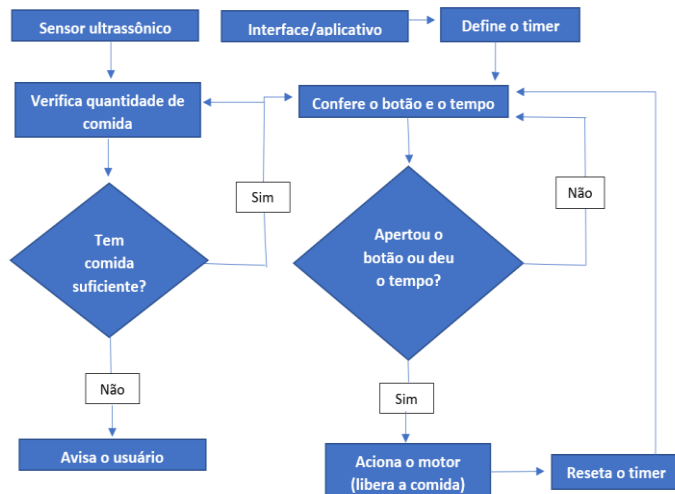 Sensor ultrassônico
Interface/aplicativo
Define o timer
Verifica quantidade de
comida
Confere o botão e o tempo
Sim
Não
Tem
comida
suficiente?
Apertou o
botão ou deu
o tempo?
Não
Sim
Avisa o usuário
Aciona o motor
(libera a comida)
Reseta o timer